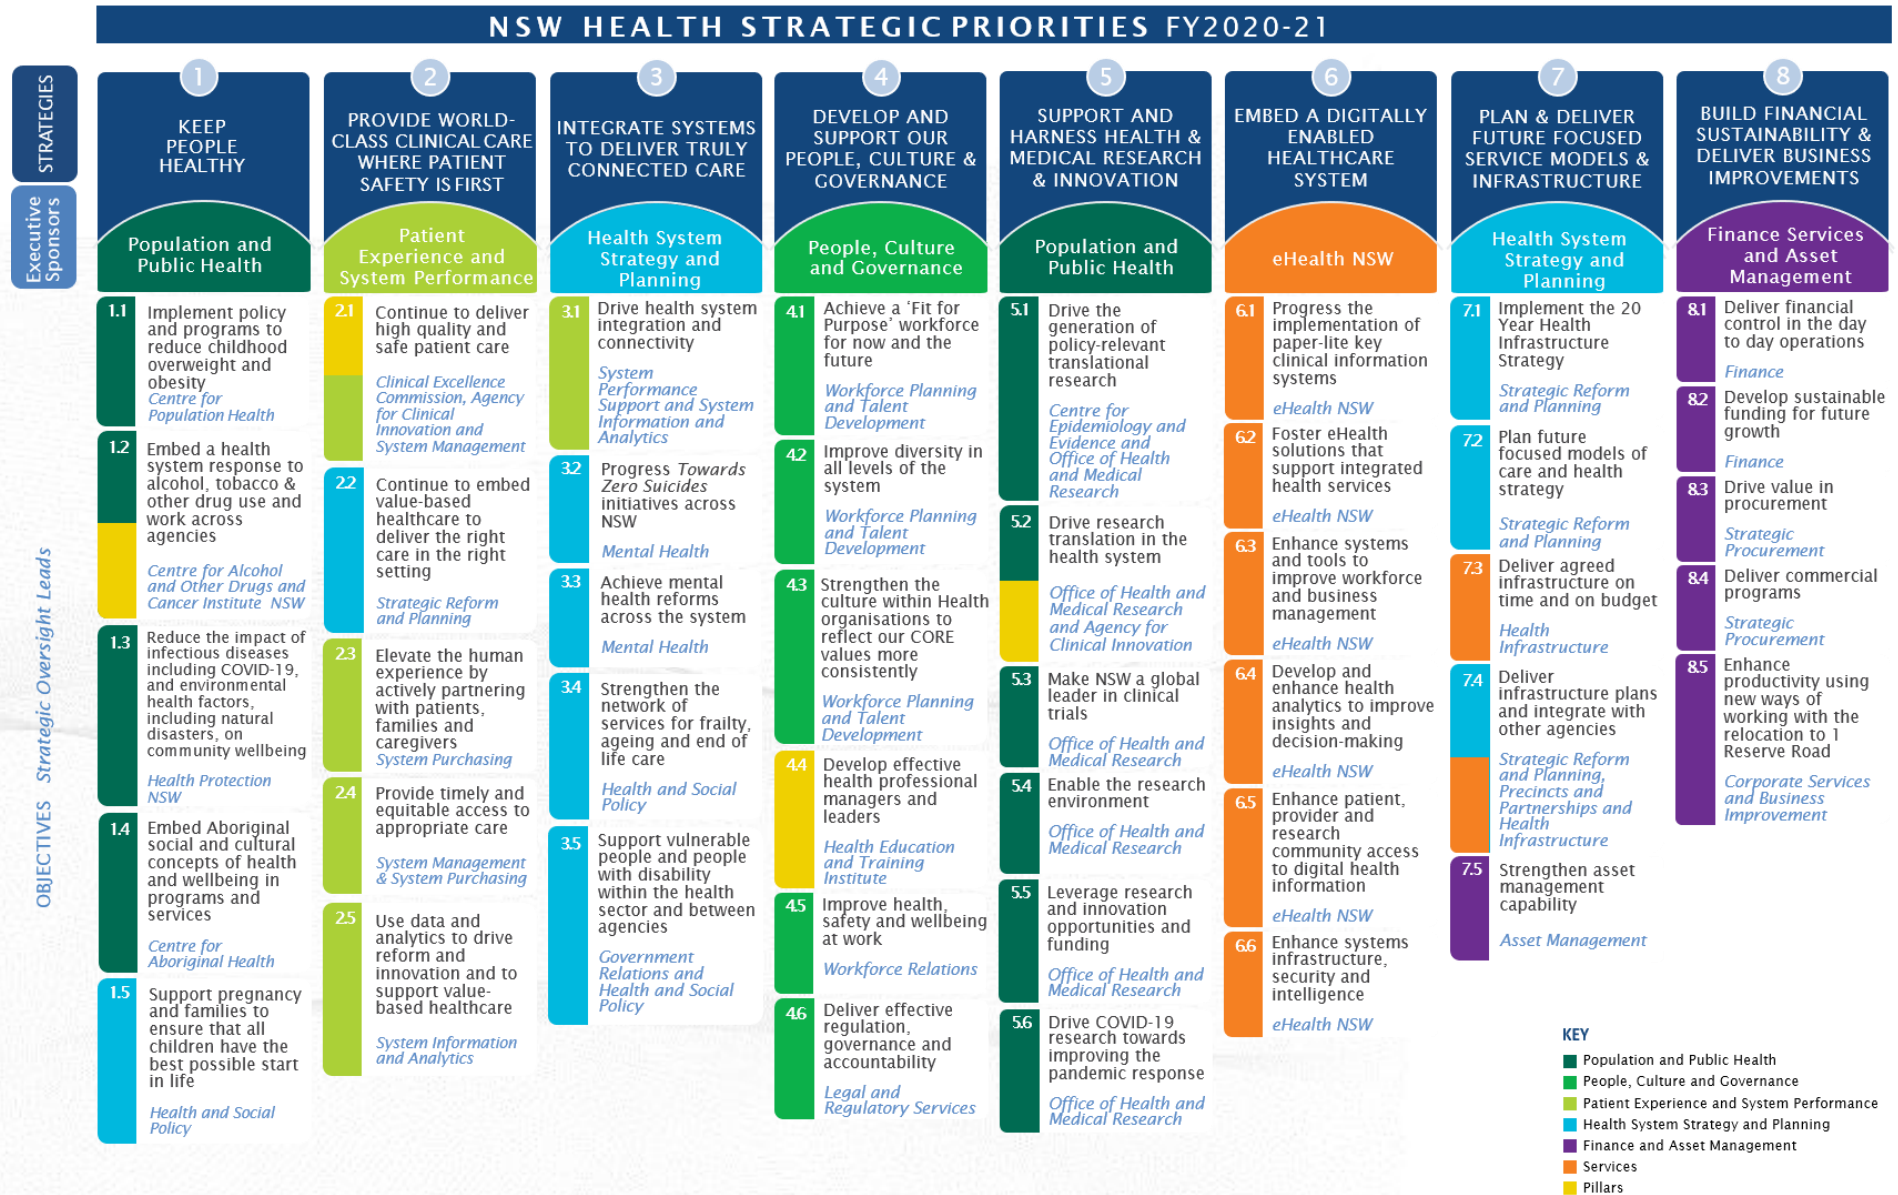 NSW HEALTH STRATEGIC PRIORITIES FY2020-21
STRATEGIES
Executive
Sponsors
OBJECTIVES Strategic Oversight Leads
1
KEEP
PEOPLE
HEALTHY
Population and
Public Health
1.1
Implement policy
and programs to
reduce childhood
overweight and
obesity
Centre for
Population Health
1.2
Embed a health
system response to
alcohol, tobacco &
other drug use and
work across
agencies
Centre for Alcohol
and Other Drugs and
Cancer Institute NSW
1.3
Reduce the impact of
infectious diseases
including COVID-19,
and environmental
health factors,
including natural
disasters, on
community wellbeing
Health Protection
NSW
1.4
Embed Aboriginal
social and cultural
concepts of health
and wellbeing in
programs and
services
Centre for
Aboriginal Health
1.5
Support pregnancy
and families to
ensure that all
children have the
best possible start
in life
Health and Social
Policy
2
PROVIDE WORLD-
CLASS CLINICAL CARE
WHERE PATIENT
SAFETY IS FIRST
Patient
Experience and
System Performance
2.1
Continue to deliver
high quality and
safe patient care
Clinical Excellence
Commission, Agency
for Clinical
Innovation and
System Management
2.2
Continue to embed
value-based
healthcare to
deliver the right
care in the right
setting
Strategic Reform
and Planning
2.3
Elevate the human
experience by
actively partnering
with patients,
families and
caregivers
System Purchasing
2.4
Provide timely and
equitable access to
appropriate care
System Management
& System Purchasing
2.5
Use data and
analytics to drive
reform and
innovation and to
support value-
based healthcare
System Information
and Analytics
3
INTEGRATE SYSTEMS
TO DELIVER TRULY
CONNECTED CARE
Health System
Strategy and
Planning
3.1
Drive health system
integration and
connectivity
System
Performance
Support and System
Information and
Analytics
3.2
Progress Towards
Zero Suicides
initiatives across
NSW
Mental Health
3.3
Achieve mental
health reforms
across the system
Mental Health
3.4
Strengthen the
network of
services for frailty,
ageing and end of
life care
Health and Social
Policy
3.5
Support vulnerable
people and people
with disability
within the health
sector and between
agencies
Government
Relations and
Health and Social
Policy
4
DEVELOP AND
SUPPORT OUR
PEOPLE, CULTURE &
GOVERNANCE
People, Culture
and Governance
4.1
Achieve a ‘Fit for
Purpose’ workforce
for now and the
future
Workforce Planning
and Talent
Development
4.2
Improve diversity in
all levels of the
system
Workforce Planning
and Talent
Development
4.3
Strengthen the
culture within Health
organisations to
reflect our CORE
values more
consistently
Workforce Planning
and Talent
Development
4.4
Develop effective
health professional
managers and
leaders
Health Education
and Training
Institute
4.5
Improve health,
safety and wellbeing
at work
Workforce Relations
4.6
Deliver effective
regulation,
governance and
accountability
Legal and
Regulatory Services
5
SUPPORT AND
HARNESS HEALTH &
MEDICAL RESEARCH
& INNOVATION
Population and
Public Health
5.1
Drive the
generation of
policy-relevant
translational
research
Centre for
Epidemiology and
Evidence and
Office of Health
and Medical
Research
5.2
Drive research
translation in the
health system
Office of Health and
Medical Research
and Agency for
Clinical Innovation
5.3
Make NSW a global
leader in clinical
trials
Office of Health and
Medical Research
5.4
Enable the research
environment
Office of Health and
Medical Research
5.5
Leverage research
and innovation
opportunities and
funding
Office of Health and
Medical Research
5.6
Drive COVID-19
research towards
improving the
pandemic response
Office of Health and
Medical Research
6
EMBED A DIGITALLY
ENABLED
HEALTHCARE
SYSTEM
eHealth NSW
6.1
Progress the
implementation of
paper-lite key
clinical information
systems
eHealth NSW
6.2
Foster eHealth
solutions that
support integrated
health services
eHealth NSW
6.3
Enhance systems
and tools to
improve workforce
and business
management
eHealth NSW
6.4
Develop and
enhance health
analytics to improve
insights and
decision-making
eHealth NSW
6.5
Enhance patient,
provider and
research
community access
to digital health
information
eHealth NSW
6.6
Enhance systems
infrastructure,
security and
intelligence
eHealth NSW
7
PLAN & DELIVER
FUTURE FOCUSED
SERVICE MODELS &
INFRASTRUCTURE
Health System
Strategy and
Planning
7.1
Implement the 20
Year Health
Infrastructure
Strategy
Strategic Reform
and Planning
7.2
Plan future
focused models of
care and health
strategy
Strategic Reform
and Planning
7.3
Deliver agreed
infrastructure on
time and on budget
Health
Infrastructure
7.4
Deliver
infrastructure plans
and integrate with
other agencies
Strategic Reform
and Planning,
Precincts and
Partnerships and
Health
Infrastructure
7.5
Strengthen asset
management
capability
Asset Management
8
BUILD FINANCIAL
SUSTAINABILITY &
DELIVER BUSINESS
IMPROVEMENTS
Finance Services
and Asset
Management
8.1
Deliver financial
control in the day
to day operations
Finance
8.2
Develop sustainable
funding for future
growth
Finance
8.3
Drive value in
procurement
Strategic
Procurement
8.4
Deliver commercial
programs
Strategic
Procurement
8.5
Enhance
productivity using
new ways of
working with the
relocation to 1
Reserve Road
Corporate Services
and Business
Improvement
KEY
Population and Public Health
People, Culture and Governance
Patient Experience and System Performance
Health System Strategy and Planning
Finance and Asset Management
Services
Pillars